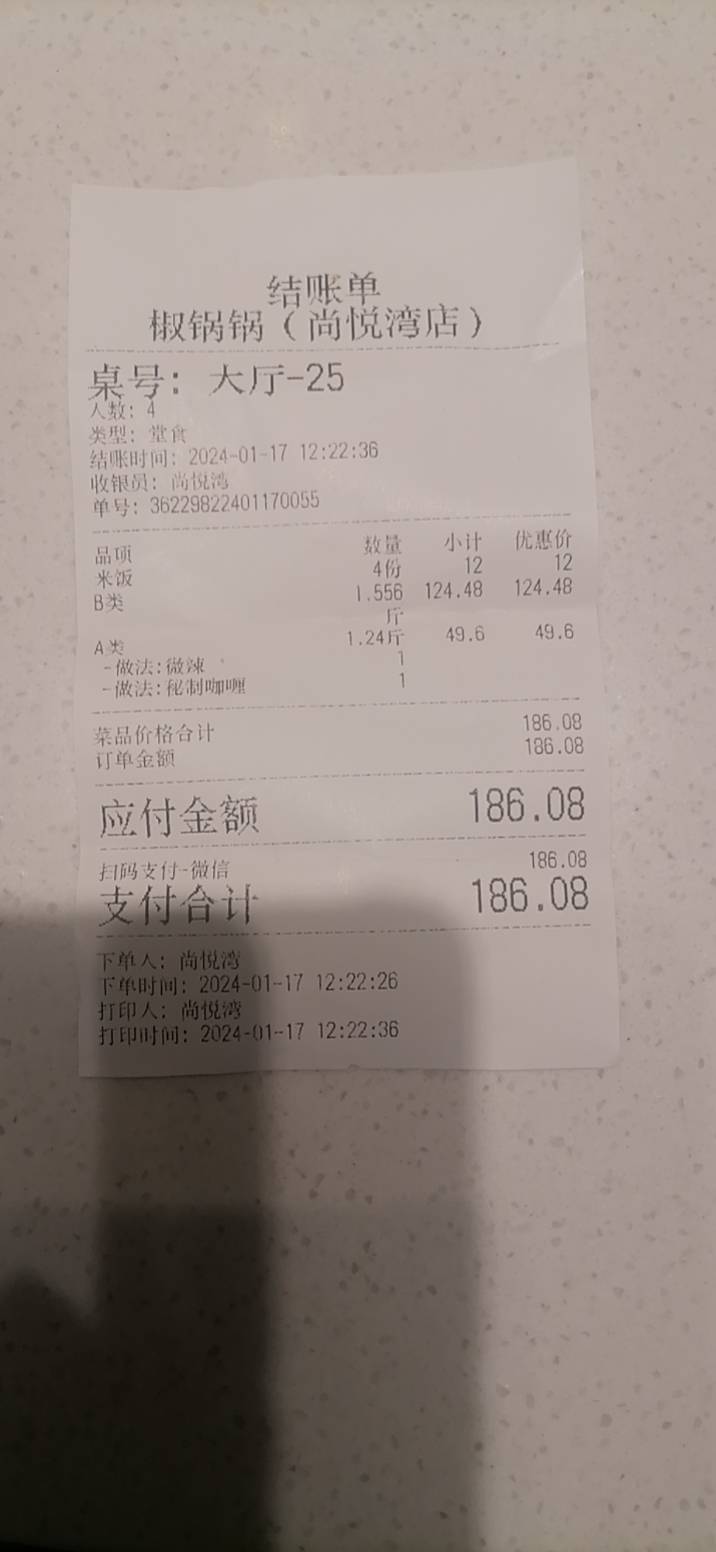 结账单
椒锅锅（尚悦湾店）
桌号: 大厅-25
人数: 4
类型: 堂食
结账时间: 2024-01-17 12:22:36
收银员: 尚悦湾
单号: 36229822401170055
品项 数量 小计 优惠价
米饭 4份 12 12
B类 1.556 124.48 124.48
斤
A类 1.24斤 49.6 49.6
-做法:微辣 1
-做法:秘制咖喱 1
菜品价格合计 186.08
订单金额 186.08
应付金额 186.08
扫码支付-微信 186.08
支付合计 186.08
下单人: 尚悦湾
下单时间: 2024-01-17 12:22:26
打印人: 尚悦湾
打印时间: 2024-01-17 12:22:36